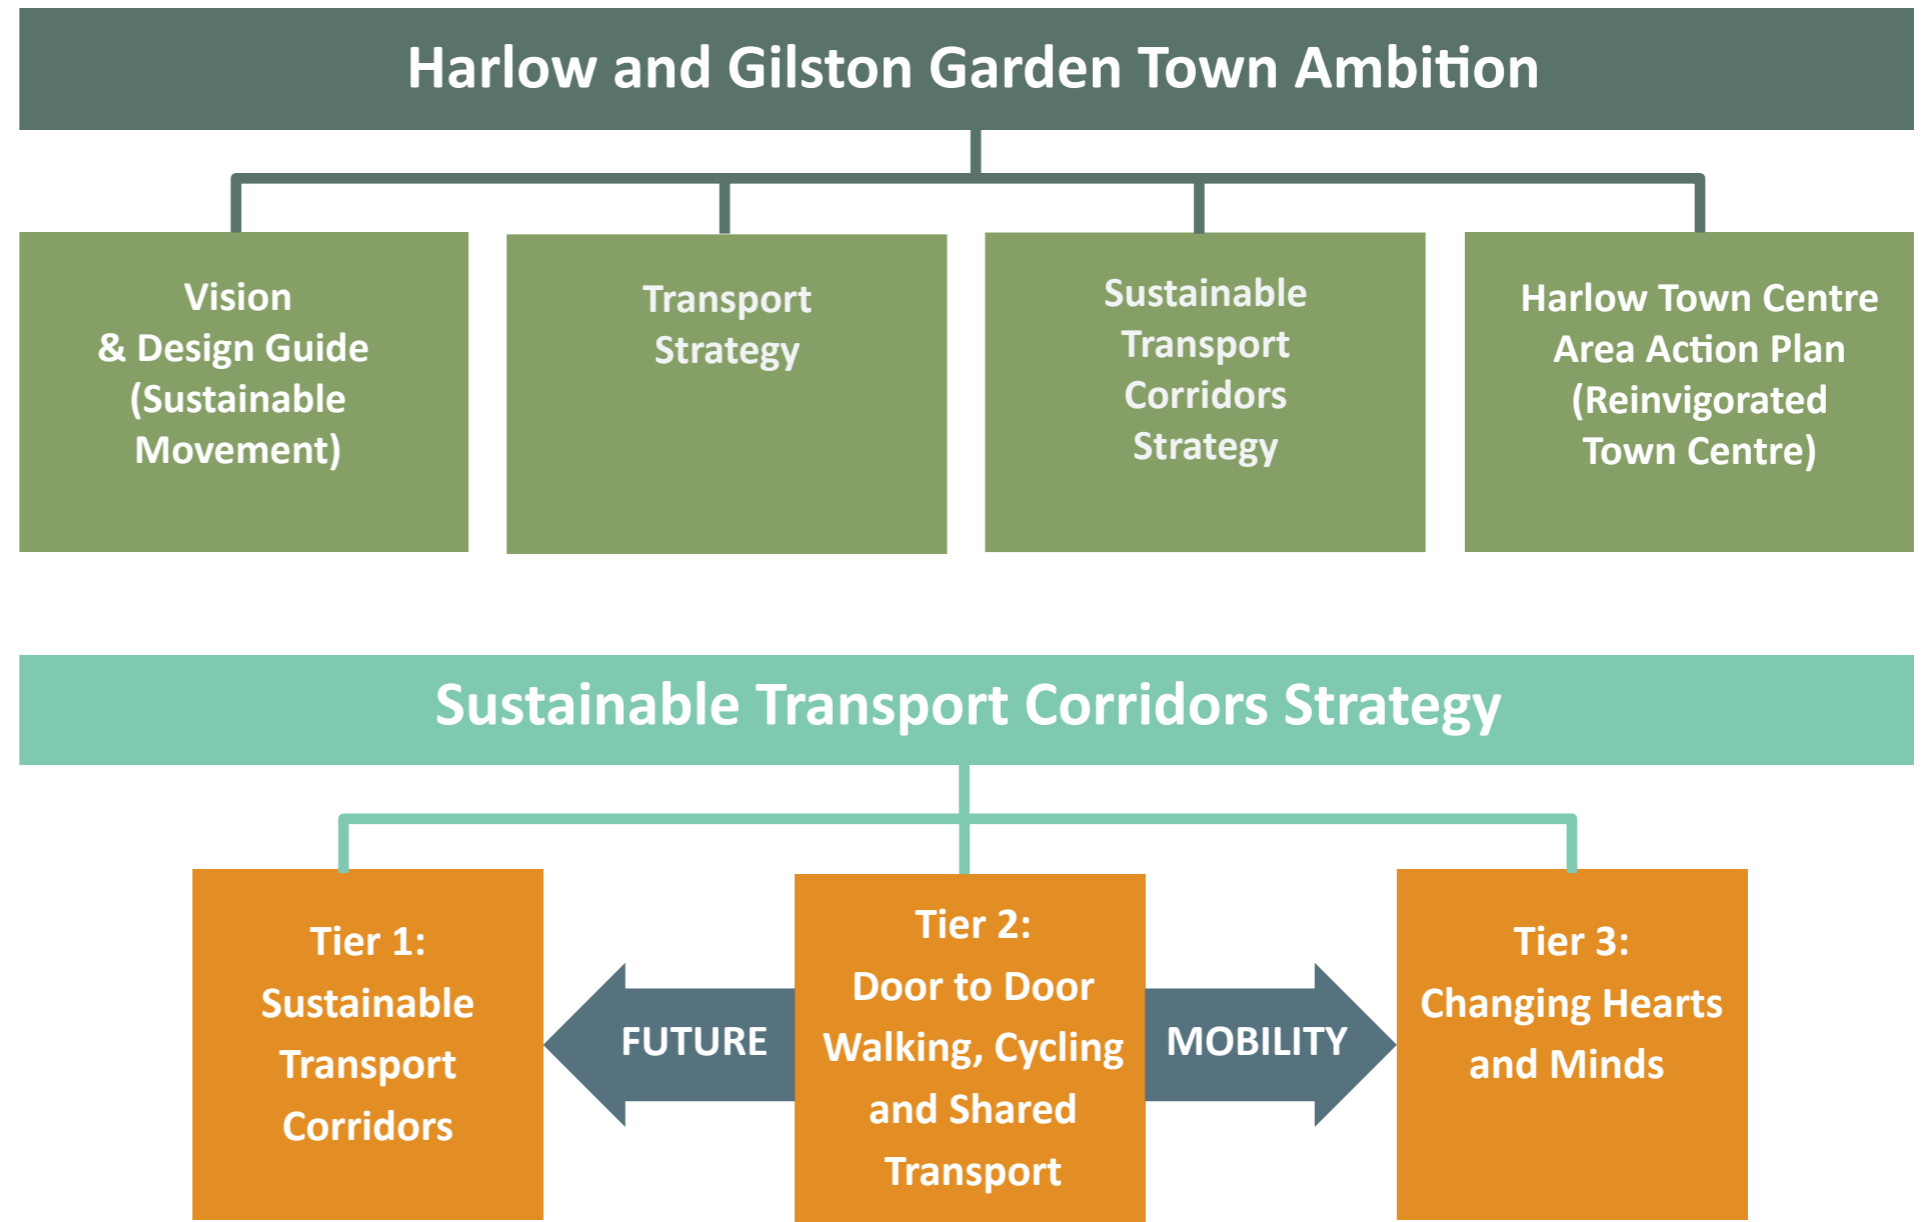 Harlow and Gilston Garden Town Ambition
Vision
& Design Guide
(Sustainable
Movement)
Transport
Strategy
Sustainable
Transport
Corridors
Strategy
Harlow Town Centre
Area Action Plan
(Reinvigorated
Town Centre)
Sustainable Transport Corridors Strategy
Tier 1:
Sustainable
Transport
Corridors
FUTURE
Tier 2:
Door to Door
Walking, Cycling
and Shared
Transport
MOBILITY
Tier 3:
Changing Hearts
and Minds